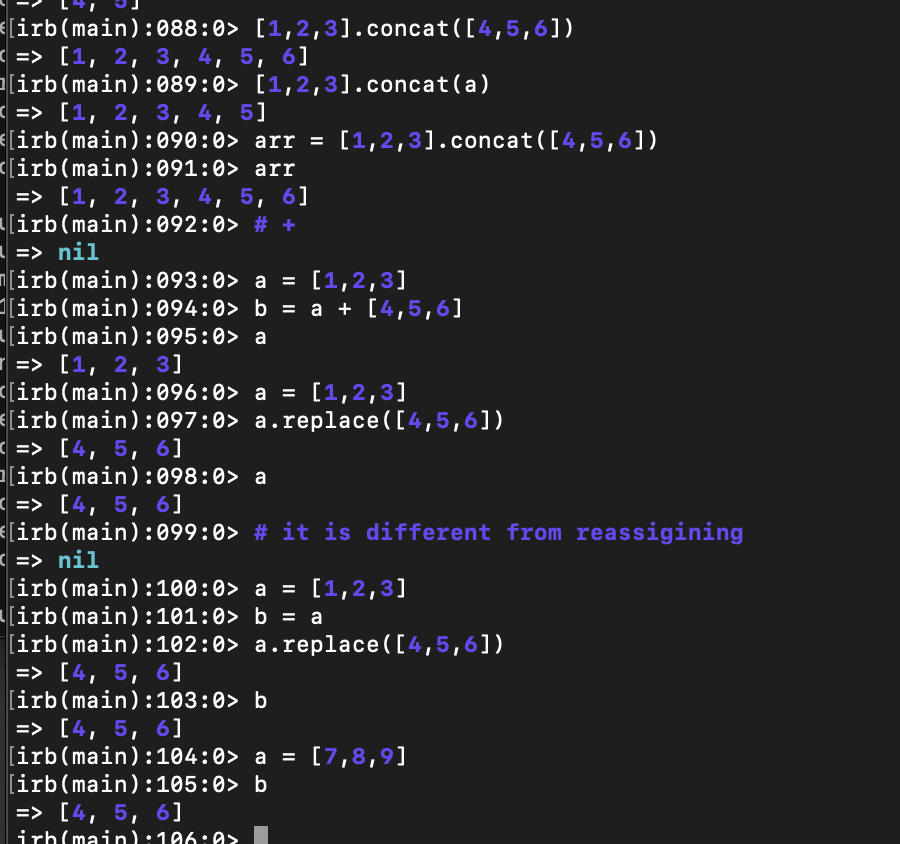 => [4, 5]
[irb(main):088:0> [1,2,3].concat([4,5,6])
=> [1, 2, 3, 4, 5, 6]
[irb(main):089:0> [1,2,3].concat(a)
=> [1, 2, 3, 4, 5]
[irb(main):090:0> arr = [1,2,3].concat([4,5,6])
[irb(main):091:0> arr
=> [1, 2, 3, 4, 5, 6]
[irb(main):092:0> # +
=> nil
[irb(main):093:0> a = [1,2,3]
[irb(main):094:0> b = a + [4,5,6]
[irb(main):095:0> a
=> [1, 2, 3]
[irb(main):096:0> a = [1,2,3]
[irb(main):097:0> a.replace([4,5,6])
=> [4, 5, 6]
[irb(main):098:0> a
=> [4, 5, 6]
[irb(main):099:0> # it is different from reassigining
=> nil
[irb(main):100:0> a = [1,2,3]
[irb(main):101:0> b = a
[irb(main):102:0> a.replace([4,5,6])
=> [4, 5, 6]
[irb(main):103:0> b
=> [4, 5, 6]
[irb(main):104:0> a = [7,8,9]
[irb(main):105:0> b
=> [4, 5, 6]
irb(main):106:0>